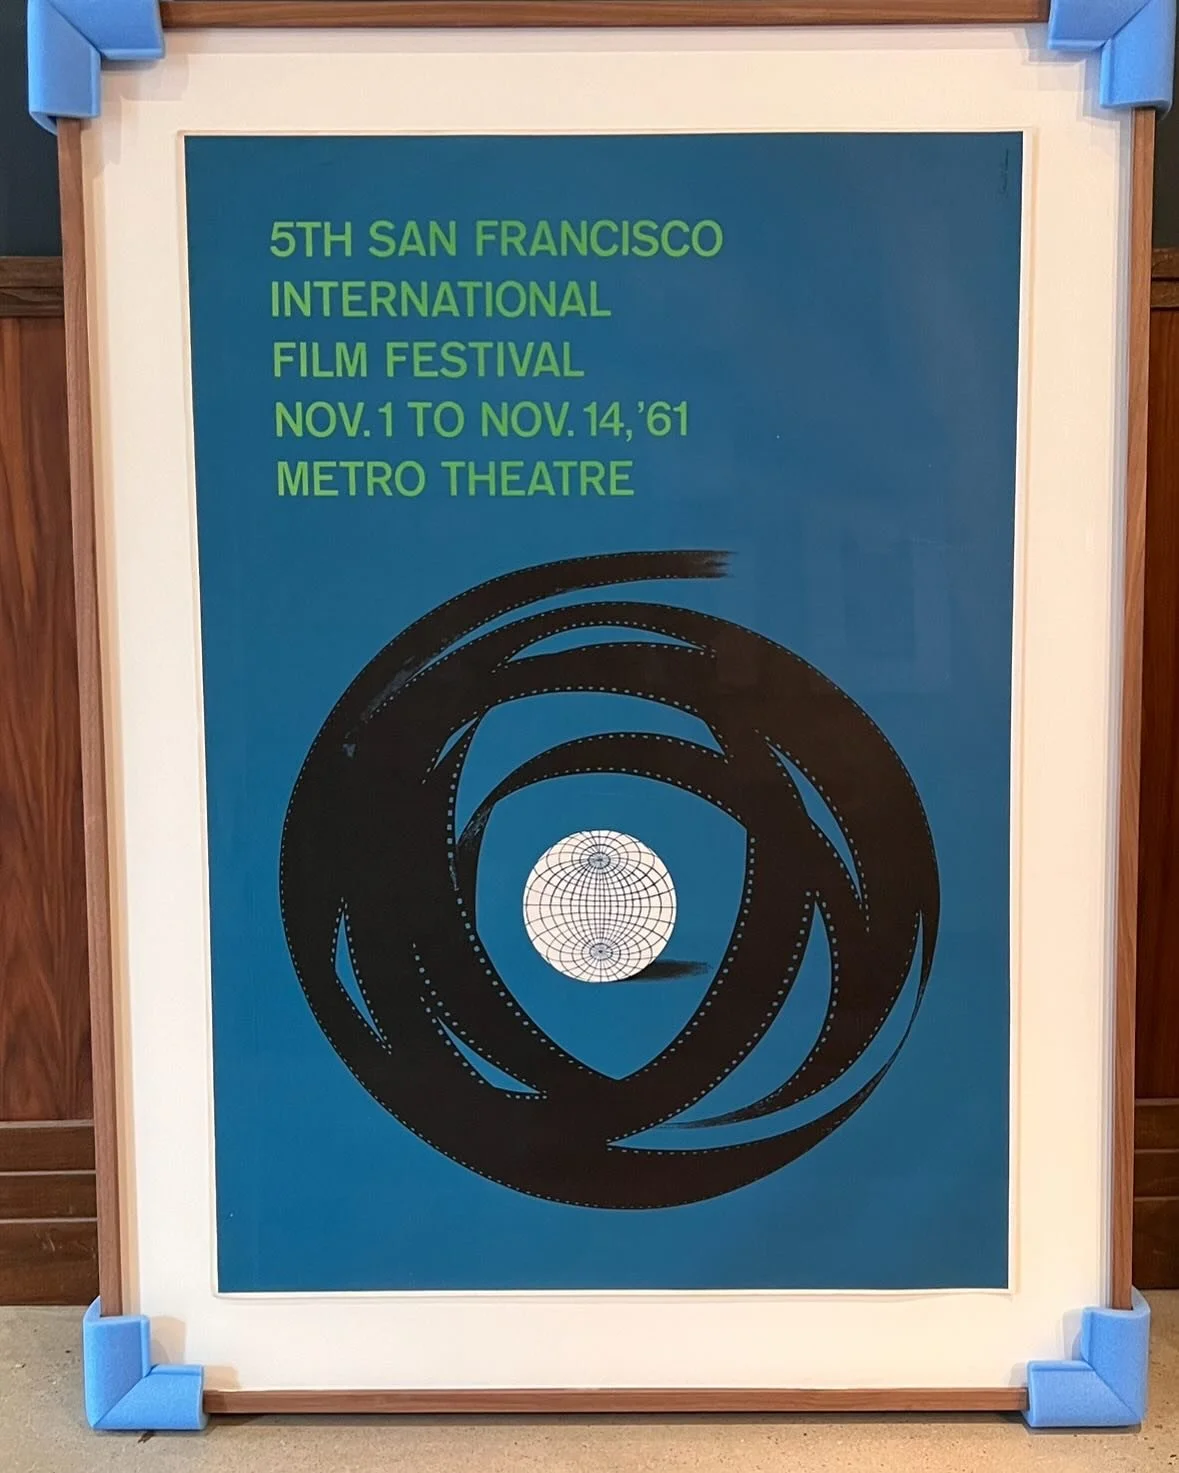 5TH SAN FRANCISCO
INTERNATIONAL
FILM FESTIVAL
NOV. 1 TO NOV. 14, '61
METRO THEATRE